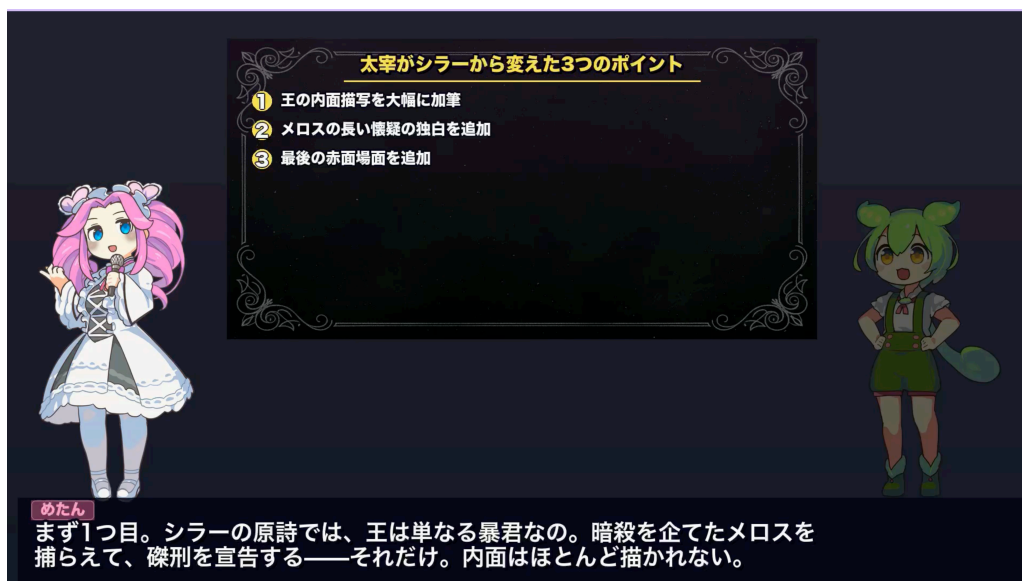 太宰がシラーから変えた3つのポイント
1 王の内面描写を大幅に加筆
2 メロスの長い懐疑の独白を追加
3 最後の赤面場面を追加
めたん
まず1つ目。シラーの原詩では、王は単なる暴君なの。暗殺を企てたメロスを
捕らえて、磔刑を宣告する——それだけ。内面はほとんど描かれない。